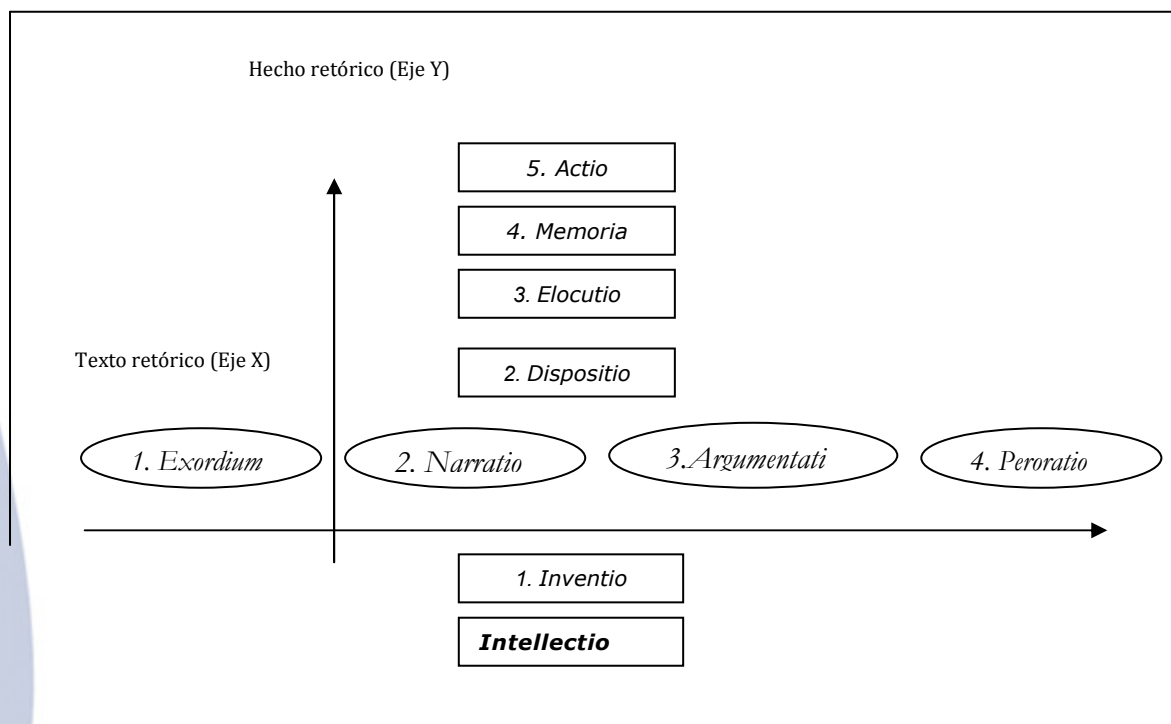 Hecho retórico (Eje Y)
5. Actio
4. Memoria
3. Elocutio
Texto retórico (Eje X)
2. Dispositio
1. Exordium
2. Narratio
3.Argumentati
4. Peroratio
1. Inventio
Intellectio